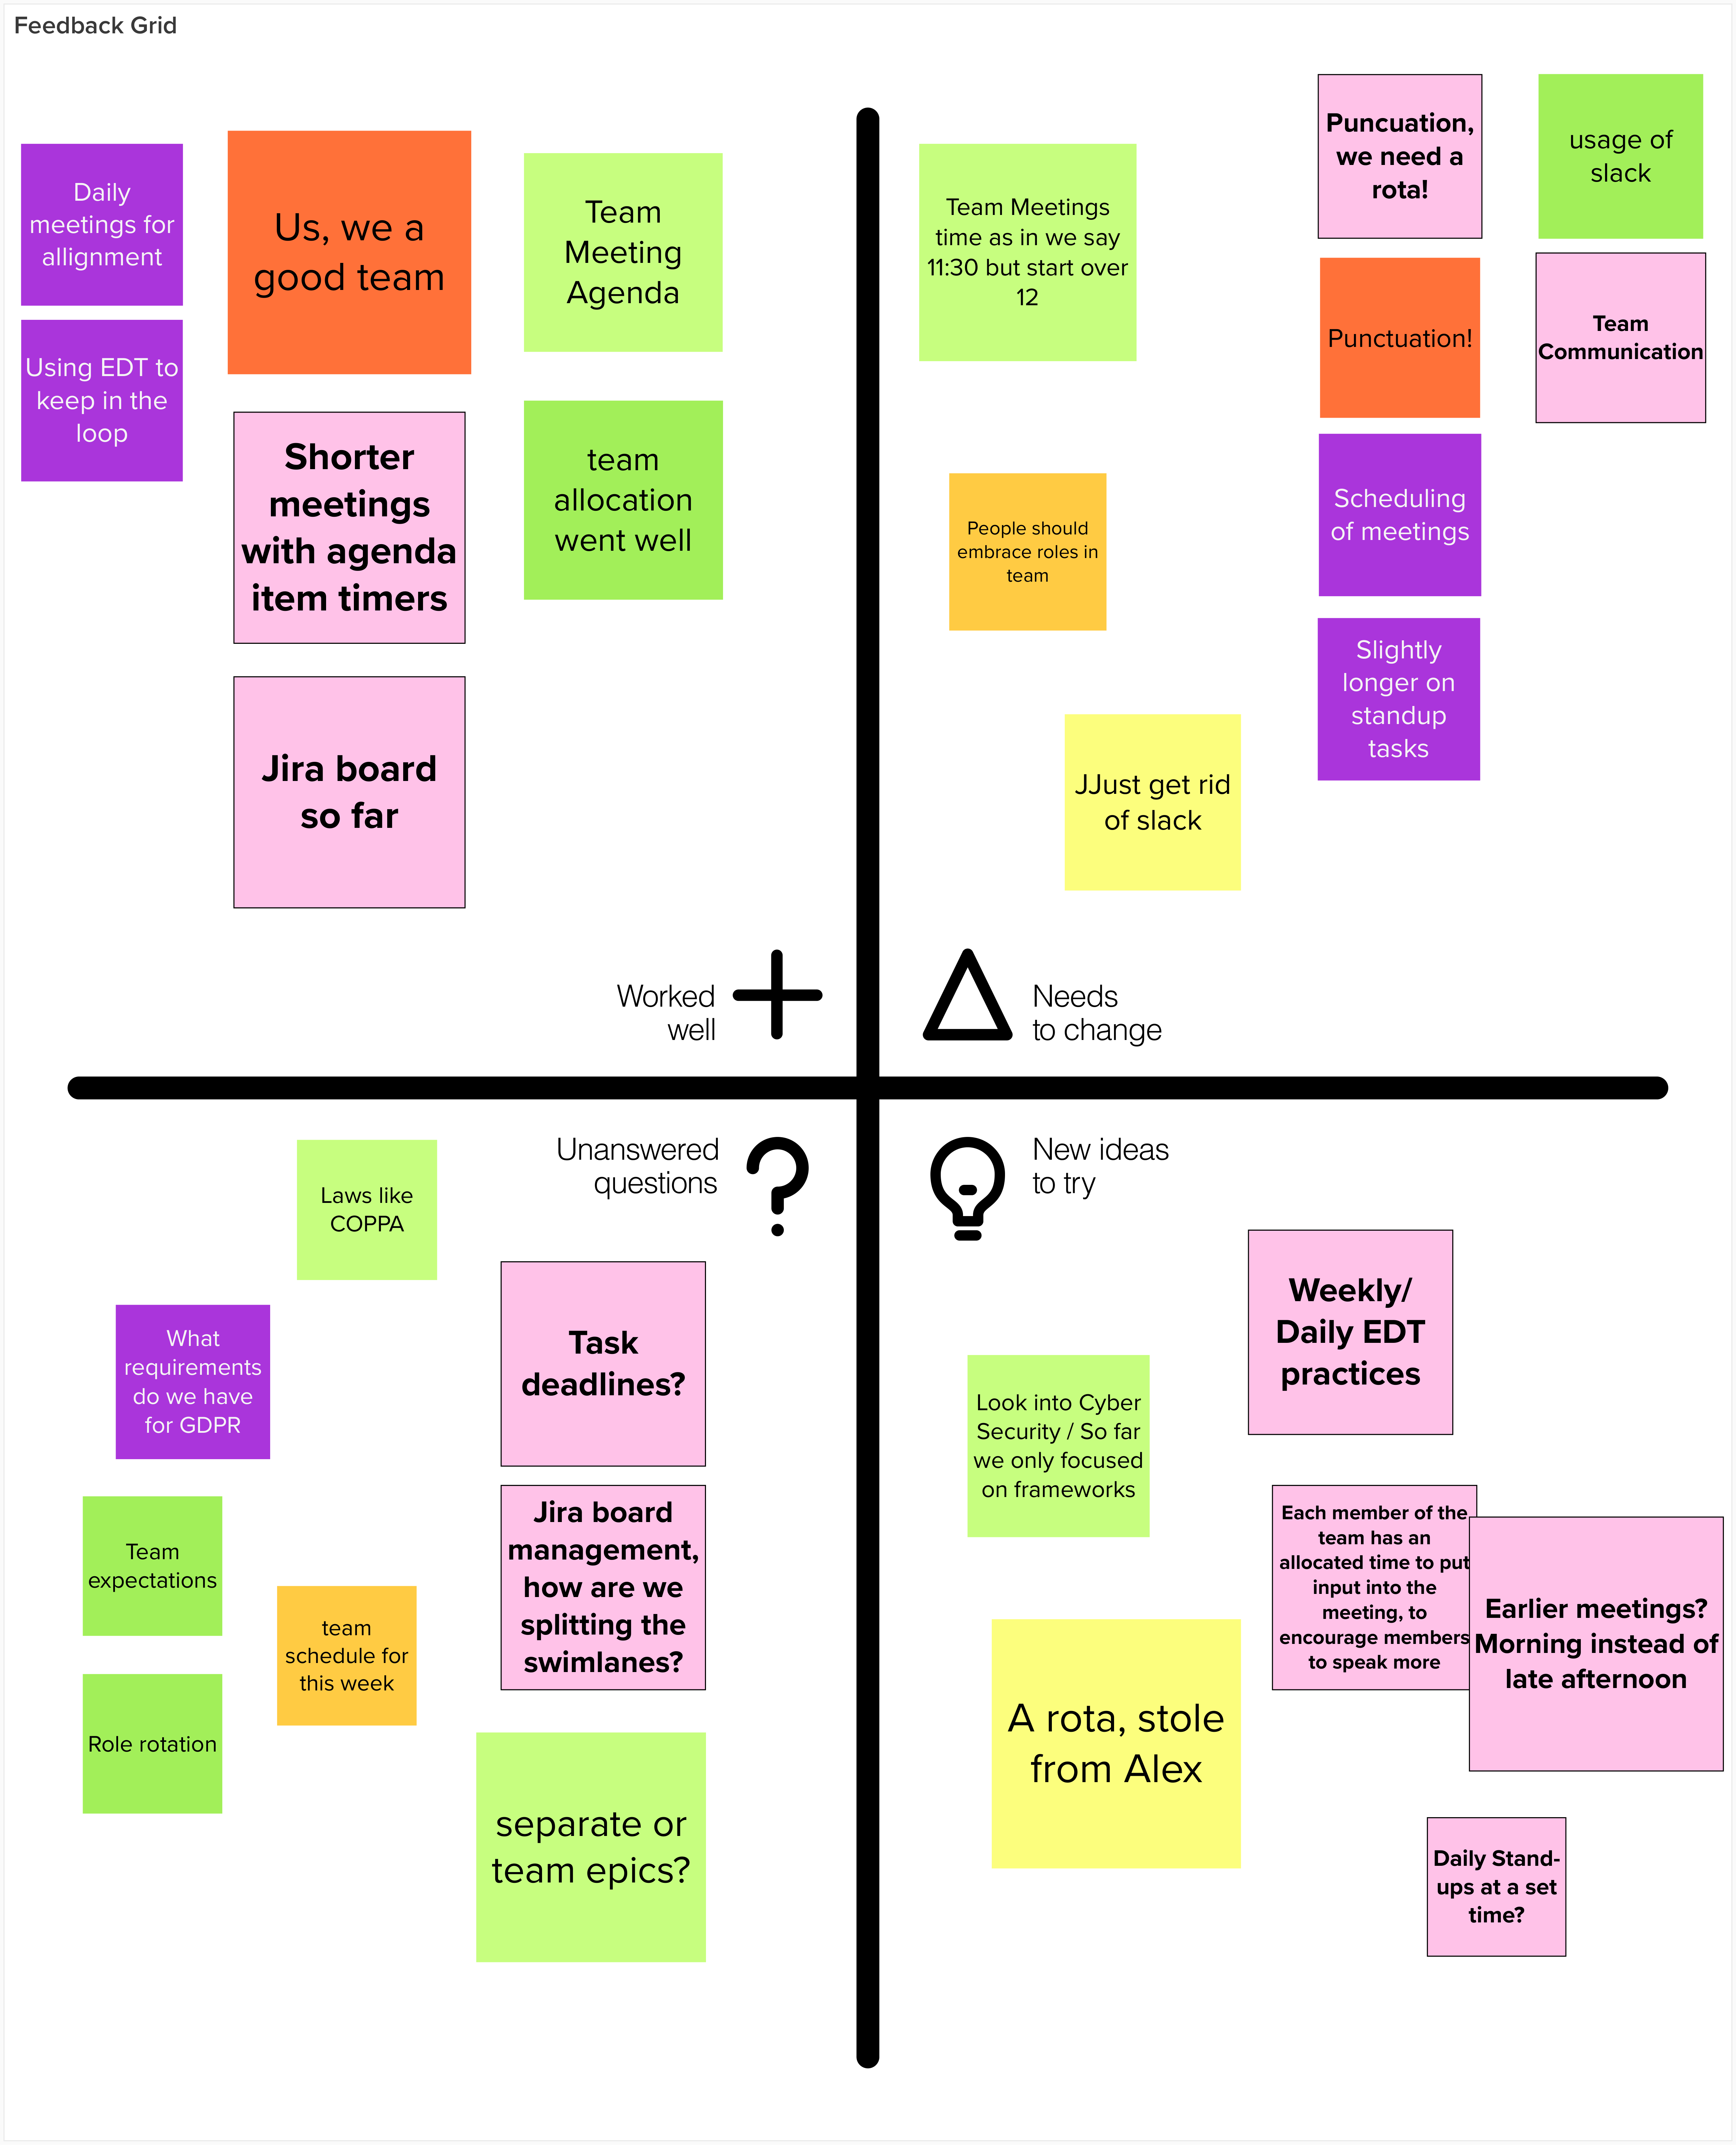 Feedback Grid
Daily
meetings for
allignment
Using EDT to
keep in the
loop
Us, we a
good team
Shorter
meetings
with agenda
item timers
Jira board
so far
Team
Meeting
Agenda
team
allocation
went well
Worked
well
Team Meetings
time as in we say
11:30 but start over
12
People should
embrace roles in
team
JJust get rid
of slack
Puncuation,
we need a
rota!
Punctuation!
Scheduling
of meetings
Slightly
longer on
standup
tasks
usage of
slack
Team
Communication
Needs
to change
Unanswered
questions
Laws like
COPPA
What
requirements
do we have
for GDPR
Team
expectations
Role rotation
team
schedule for
this week
Task
deadlines?
Jira board
management,
how are we
splitting the
swimlanes?
separate or
team epics?
New ideas
to try
Weekly/
Daily EDT
practices
Look into Cyber
Security / So far
we only focused
on frameworks
Each member of the
team has an
allocated time to put
input into the
meeting, to
encourage members
to speak more
Earlier meetings?
Morning instead of
late afternoon
A rota, stole
from Alex
Daily Stand-
ups at a set
time?